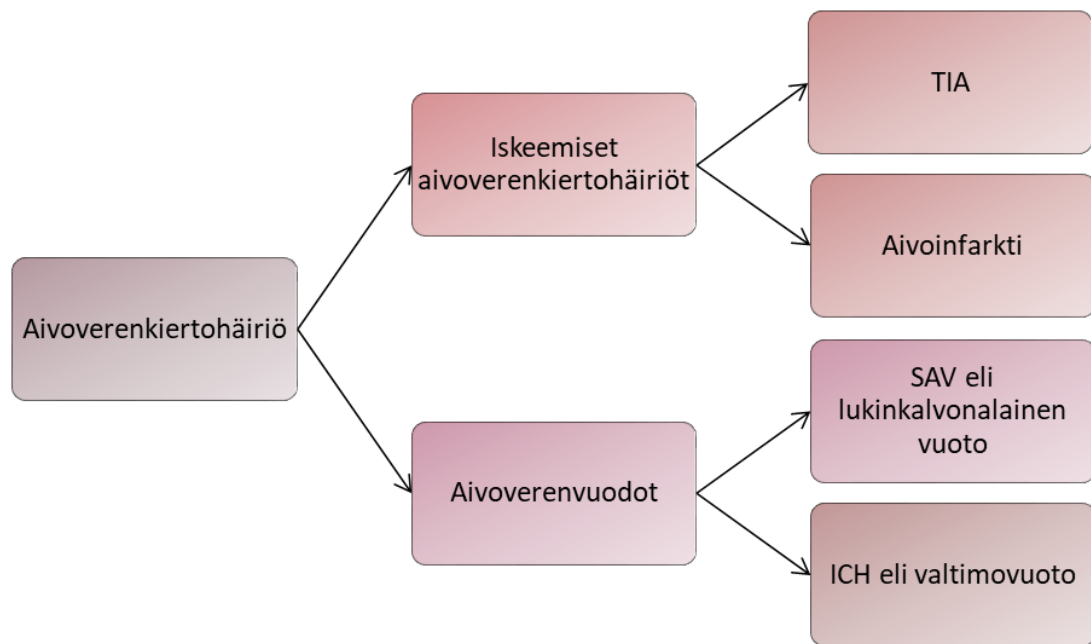 TIA
Iskeemiset
aivoverenkiertohäiriöt
Aivoinfarkti
Aivoverenkiertohäiriö
SAV eli
lukinkalvonalainen
vuoto
Aivoverenvuodot
ICH eli valtimovuoto